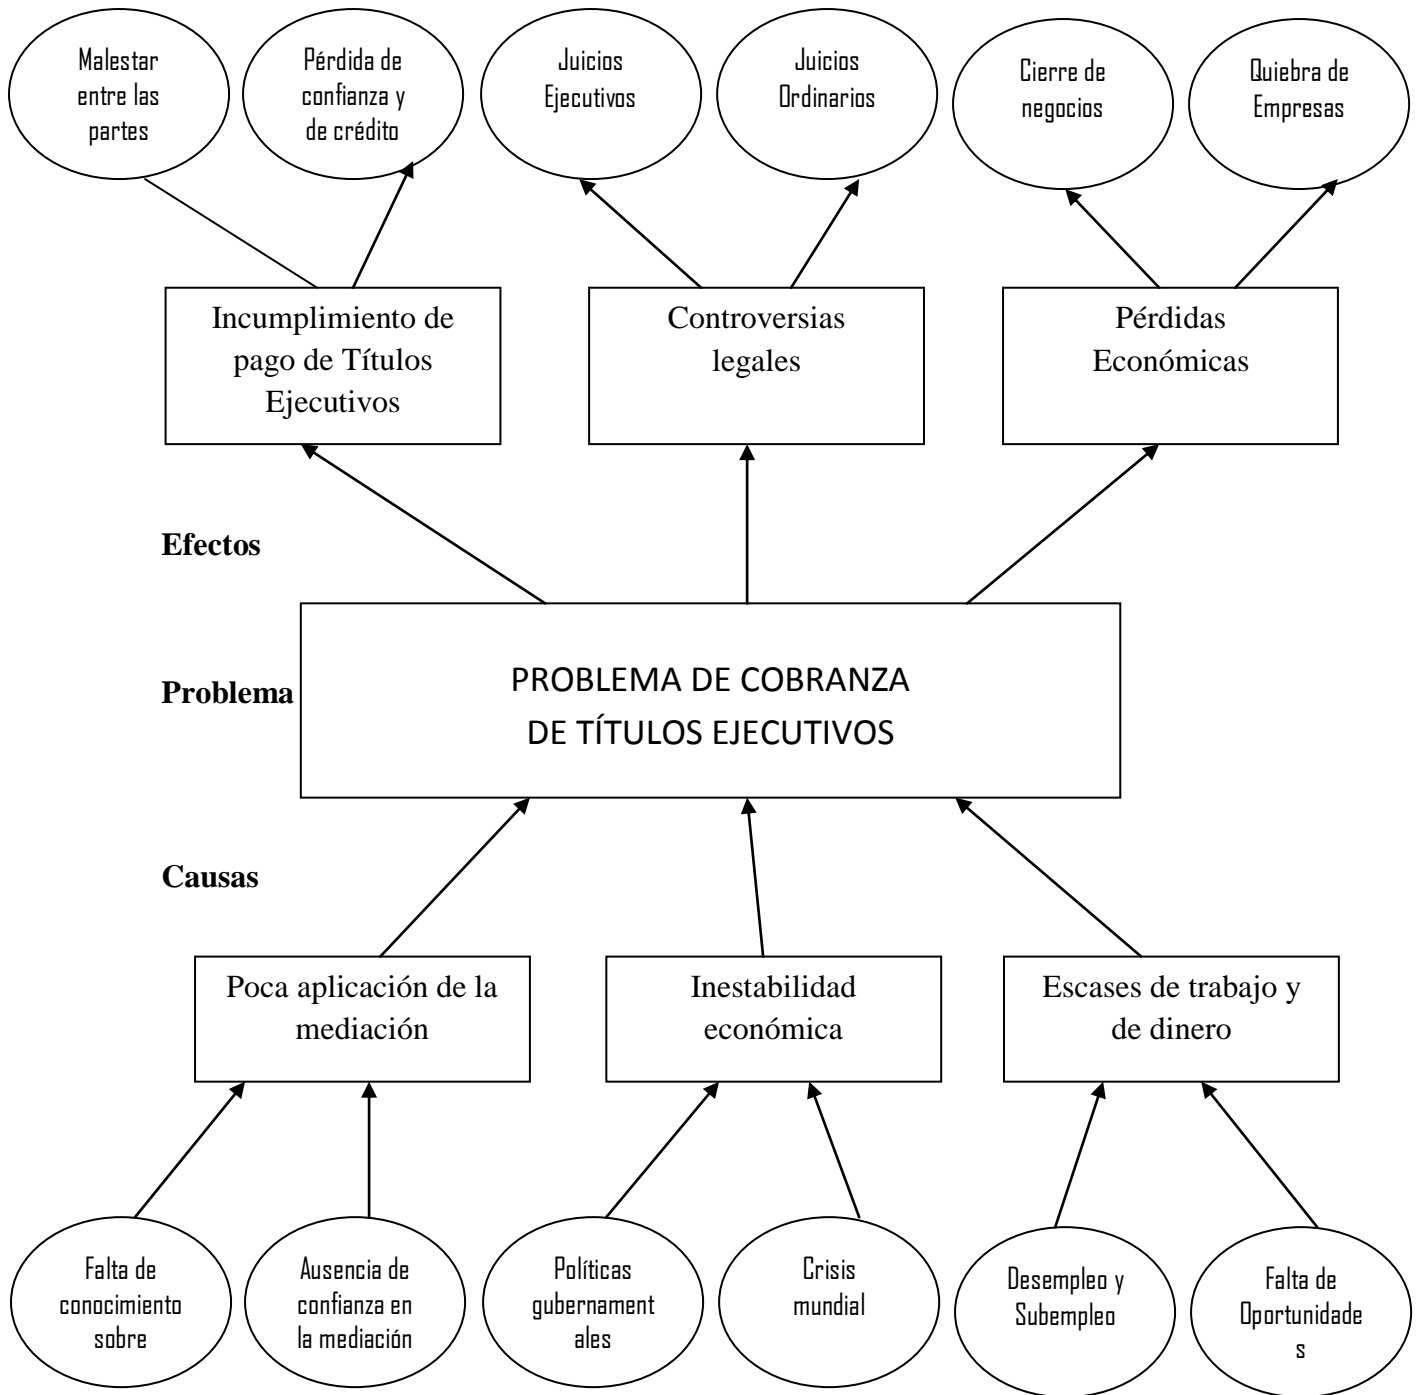 Malestar
entre las
partes
Pérdida de
confianza y
de crédito
Juicios
Ejecutivos
Juicios
Ordinarios
Cierre de
negocios
Quiebra de
Empresas
Incumplimiento de
pago de Títulos
Ejecutivos
Controversias
legales
Pérdidas
Económicas
Efectos
Problema
PROBLEMA DE COBRANZA
DE TÍTULOS EJECUTIVOS
Causas
Poca aplicación de la
mediación
Inestabilidad
económica
Escases de trabajo y
de dinero
Falta de
conocimiento
sobre
Ausencia de
confianza en
la mediación
Políticas
gubernament
ales
Crisis
mundial
Desempleo y
Subempleo
Falta de
Oportunidade
s